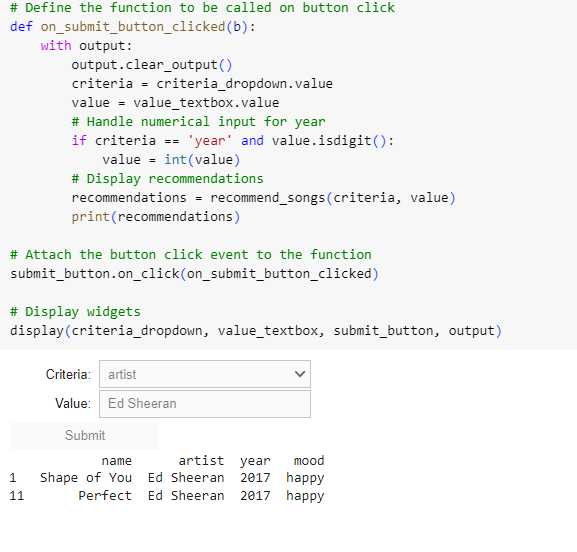 # Define the function to be called on button click
def on_submit_button_clicked(b):
    with output:
        output.clear_output()
        criteria = criteria_dropdown.value
        value = value_textbox.value
        # Handle numerical input for year
        if criteria == 'year' and value.isdigit():
            value = int(value)
        # Display recommendations
        recommendations = recommend_songs(criteria, value)
        print(recommendations)

# Attach the button click event to the function
submit_button.on_click(on_submit_button_clicked)

# Display widgets
display(criteria_dropdown, value_textbox, submit_button, output)
Criteria: artist
Value: Ed Sheeran
Submit
            name      artist  year   mood
1   Shape of You  Ed Sheeran  2017  happy
11       Perfect  Ed Sheeran  2017  happy